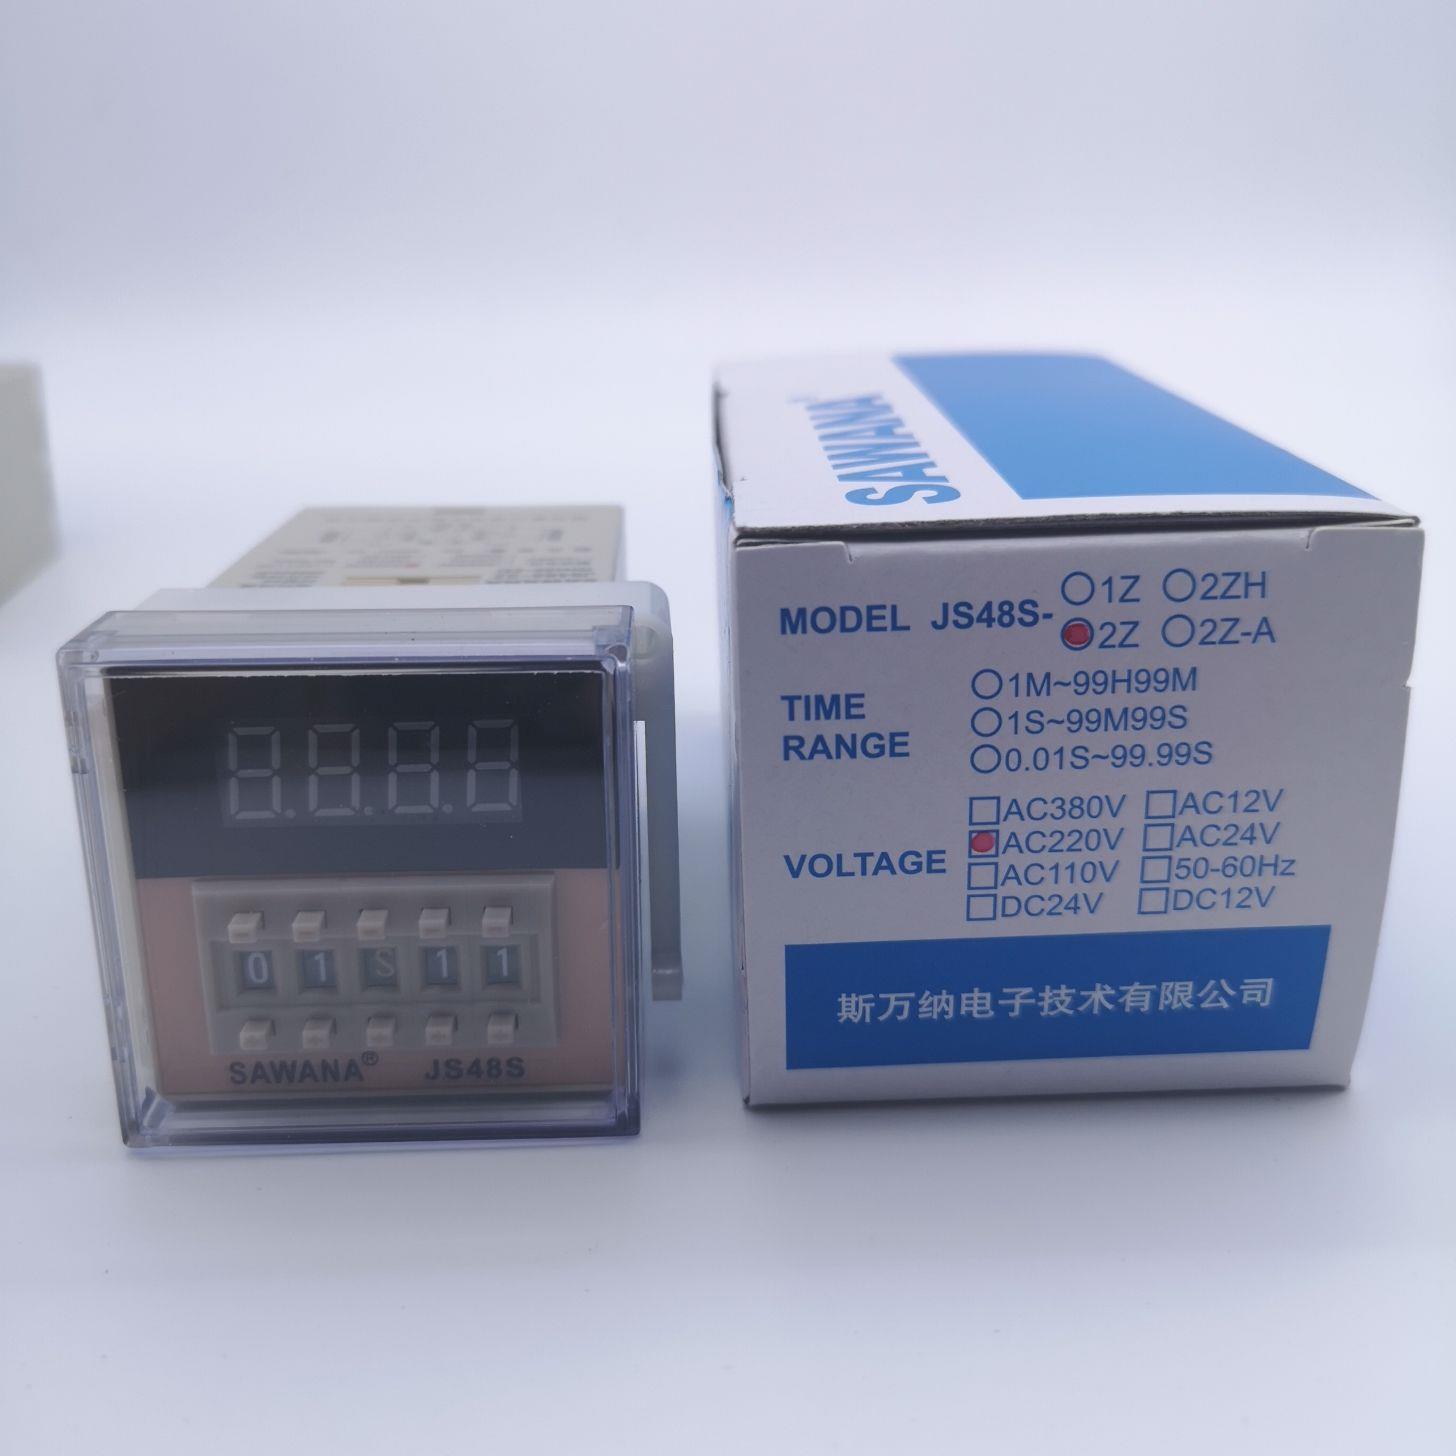 0 1 S 1 1
SAWANA® JS48S
SAWANA
MODEL JS48S-
1Z 2ZH
2Z 2Z-A
TIME RANGE
1M~99H99M
1S~99M99S
0.01S~99.99S
VOLTAGE
AC380V AC12V
AC220V AC24V
AC110V 50-60Hz
DC24V DC12V
斯万纳电子技术有限公司